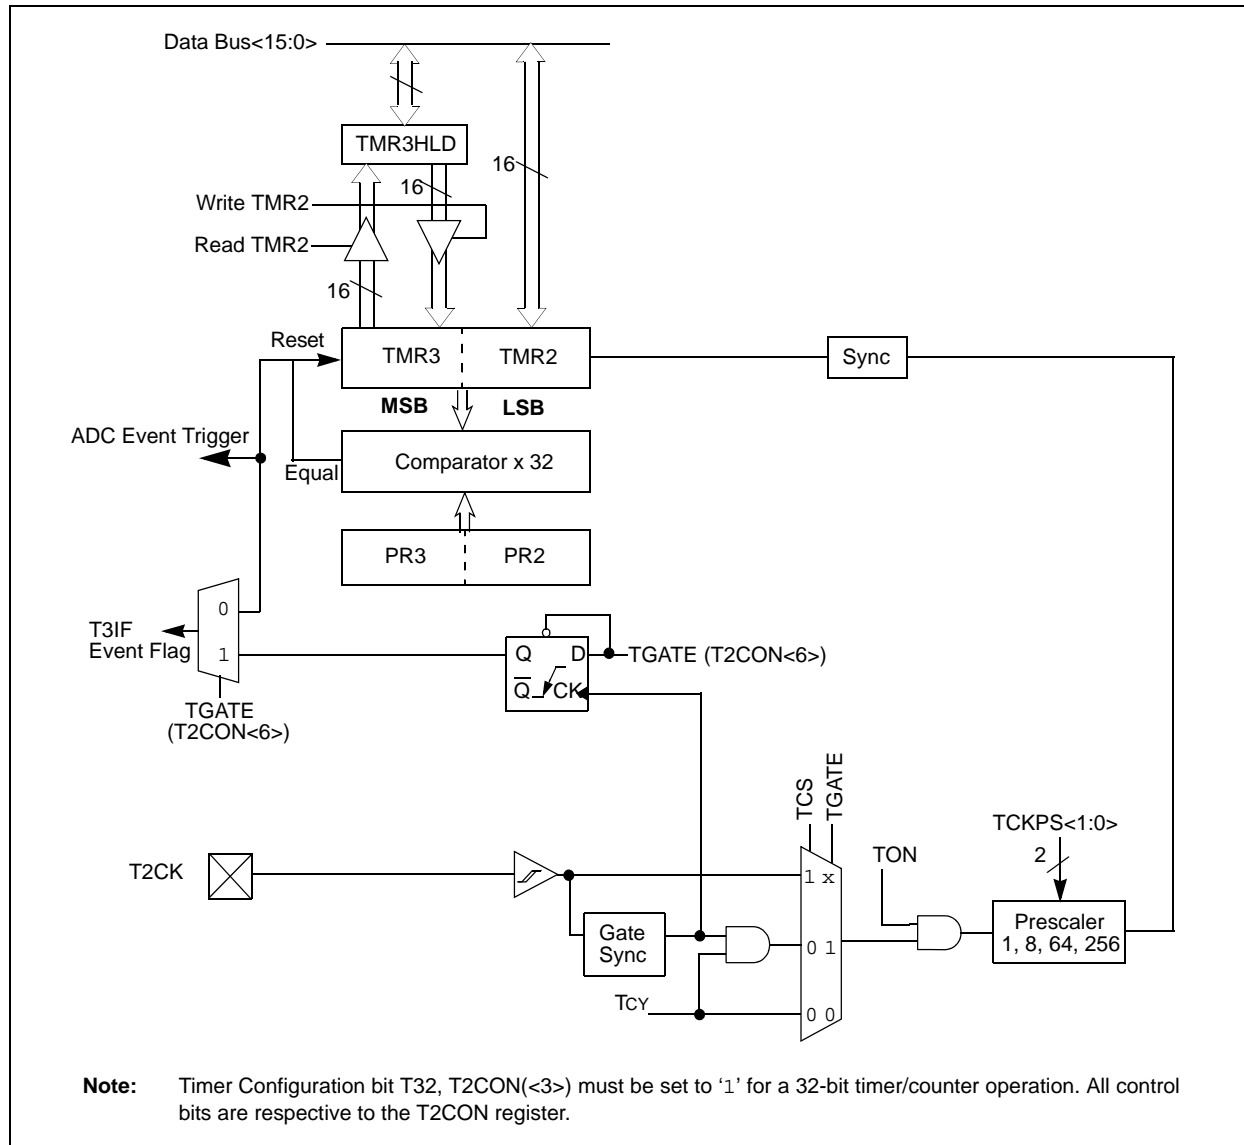 Data Bus<15:0>
TMR3HLD
16
16
Write TMR2
Read TMR2
16
Reset
TMR3
TMR2
Sync
MSB
LSB
ADC Event Trigger
Equal
Comparator x 32
PR3
PR2
0
T3IF
Event Flag
1
Q
D
TGATE (T2CON<6>)
Q
CK
TGATE
(T2CON<6>)
TCS
TGATE
TCKPS<1:0>
2
TON
T2CK
1 x
Gate
Sync
0 1
Prescaler
1, 8, 64, 256
TCY
0 0
Note: Timer Configuration bit T32, T2CON(<3>) must be set to ‘1’ for a 32-bit timer/counter operation. All control
bits are respective to the T2CON register.